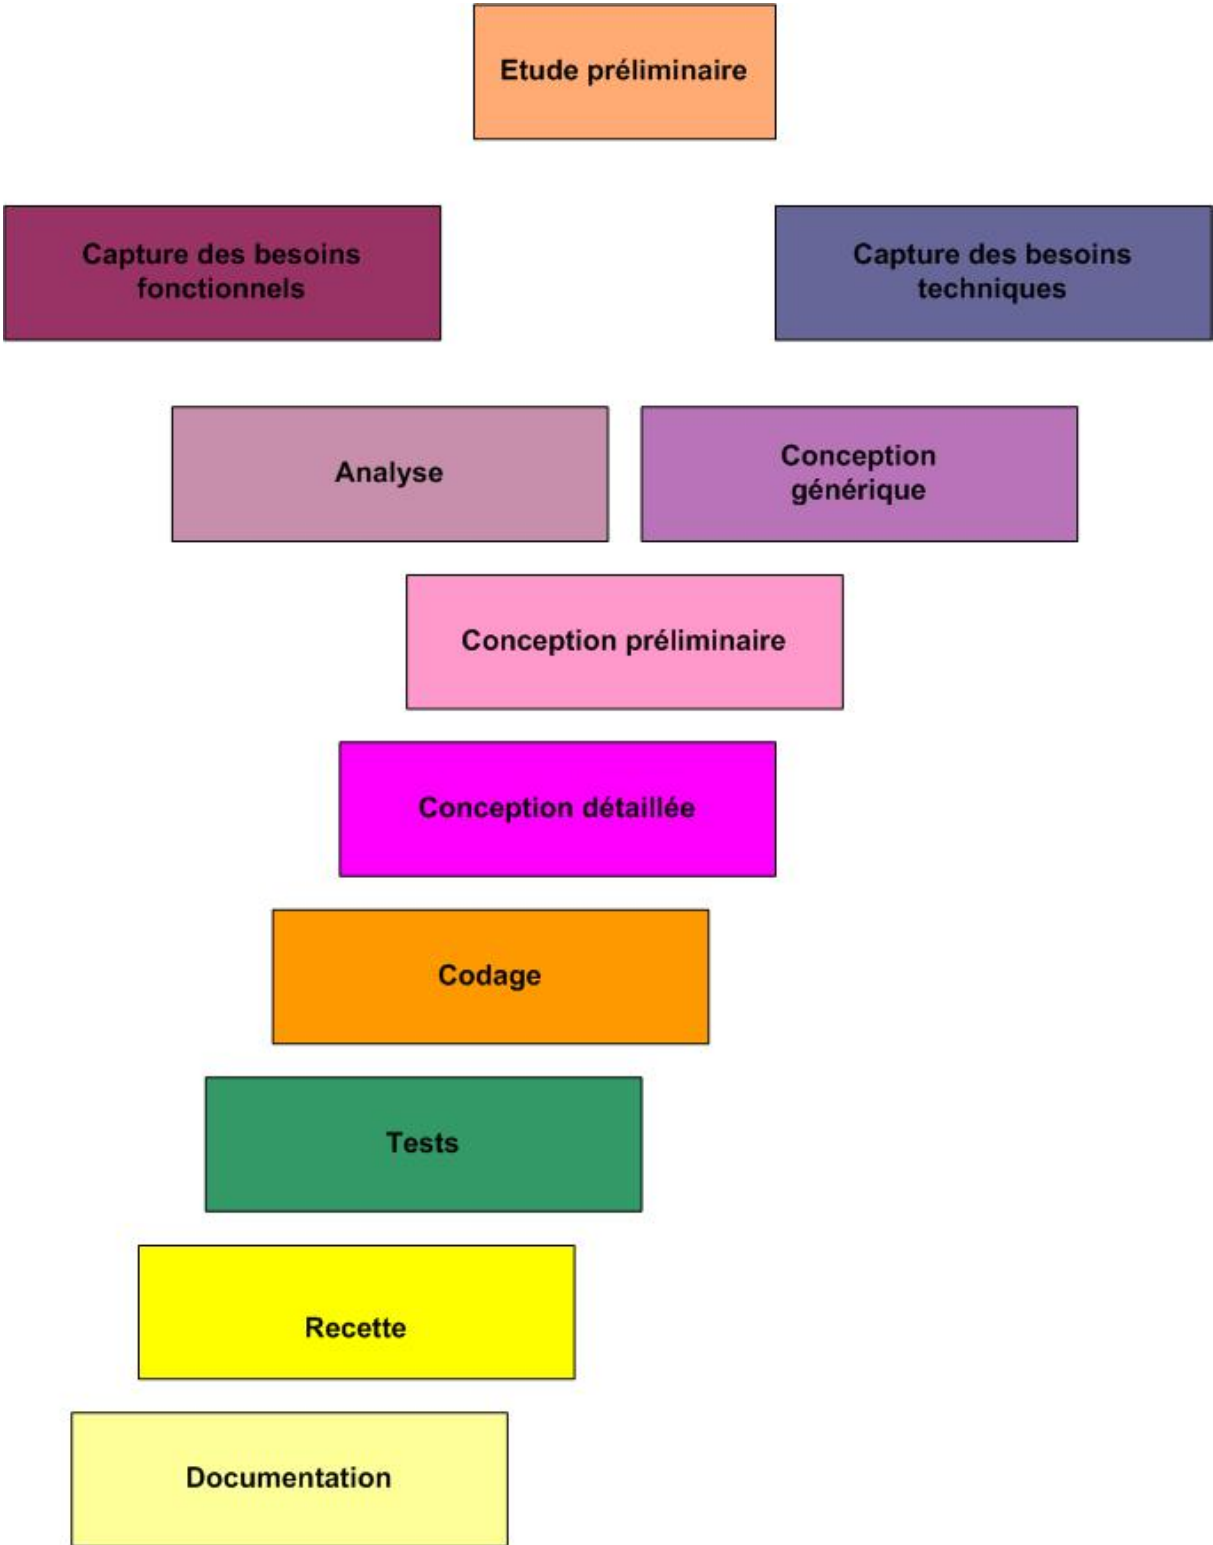 Etude préliminaire
Capture des besoins
fonctionnels
Capture des besoins
techniques
Analyse
Conception
générique
Conception préliminaire
Conception détaillée
Codage
Tests
Recette
Documentation